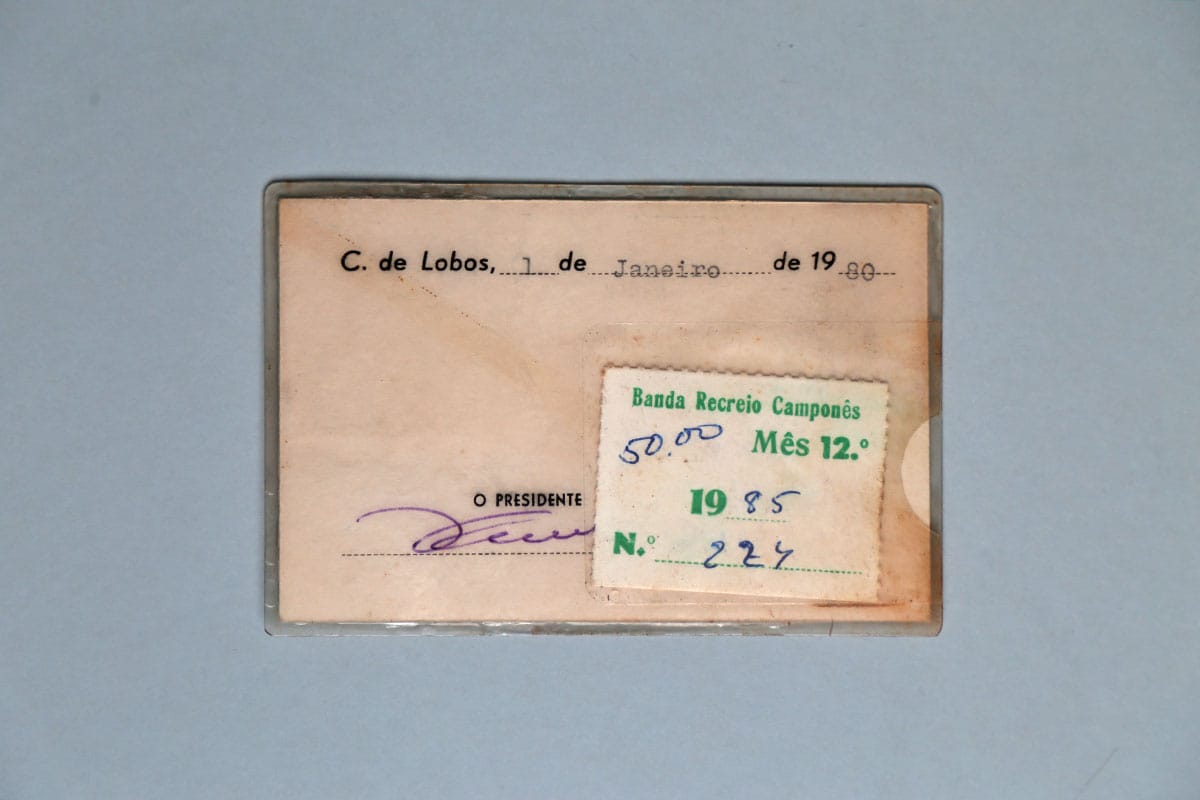 C. de Lobos, 1 de Janeiro de 1980
O PRESIDENTE
Banda Recreio Camponês
50.00 Mês 12.º
1985
N.º 224